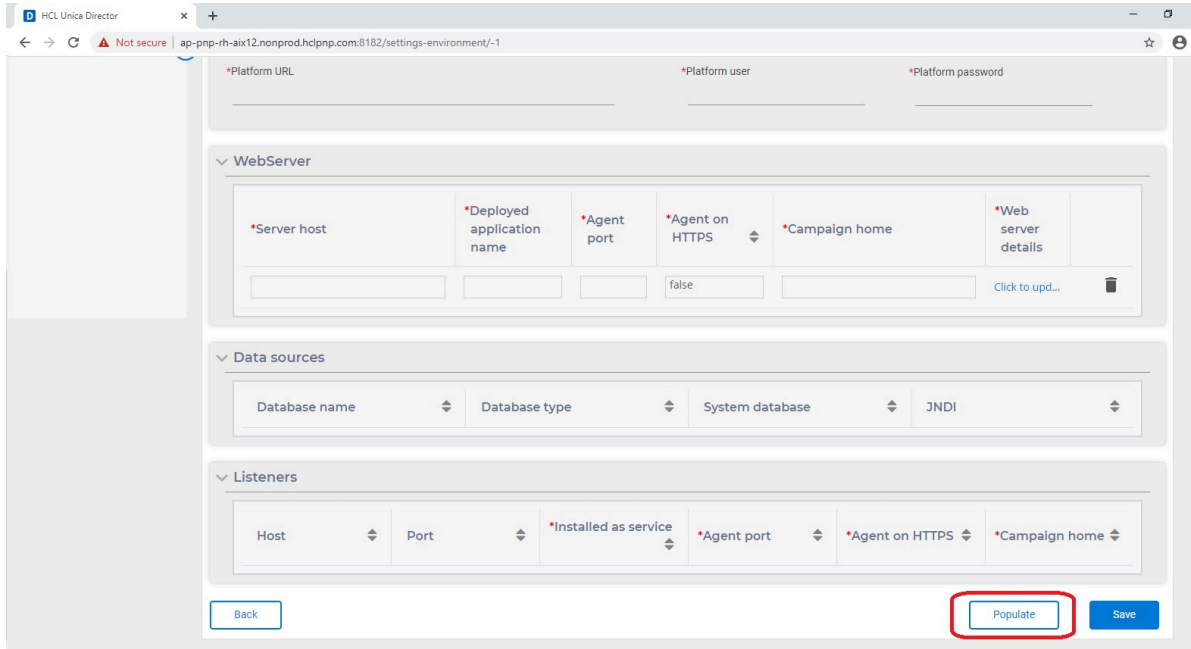 D HCL Unica Director × +
Not secure | ap-pnp-rh-aix12.nonprod.hclpnp.com:8182/settings-environment/-1
*Platform URL *Platform user *Platform password
WebServer
*Server host *Deployed application name *Agent port *Agent on HTTPS *Campaign home *Web server details
false Click to upd...
Data sources
Database name Database type System database JNDI
Listeners
Host Port *Installed as service *Agent port *Agent on HTTPS *Campaign home
Back Populate Save